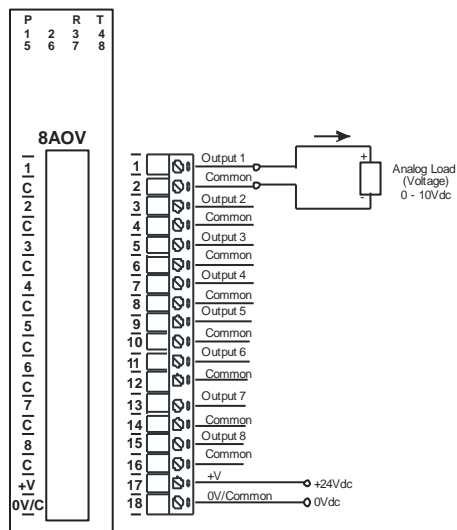 P R T
1 2 3 4
5 6 7 8
8AOV
1
C
2
C
3
C
4
C
5
C
6
C
7
C
8
C
+V
0V/C
1 Output 1
2 Common
3 Output 2
4 Common
5 Output 3
6 Common
7 Output 4
8 Common
9 Output 5
10 Common
11 Output 6
12 Common
13 Output 7
14 Common
15 Output 8
16 Common
17 +V +24Vdc
18 0V/Common 0Vdc
+
-
Analog Load
(Voltage)
0 - 10Vdc